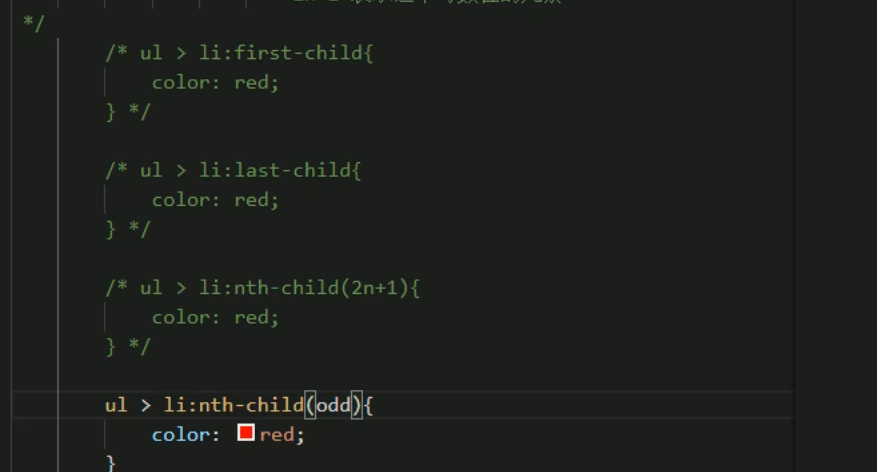 */
/* ul > li:first-child{
color: red;
} */
/* ul > li:last-child{
color: red;
} */
/* ul > li:nth-child(2n+1){
color: red;
} */
ul > li:nth-child(odd){
color: red;
}